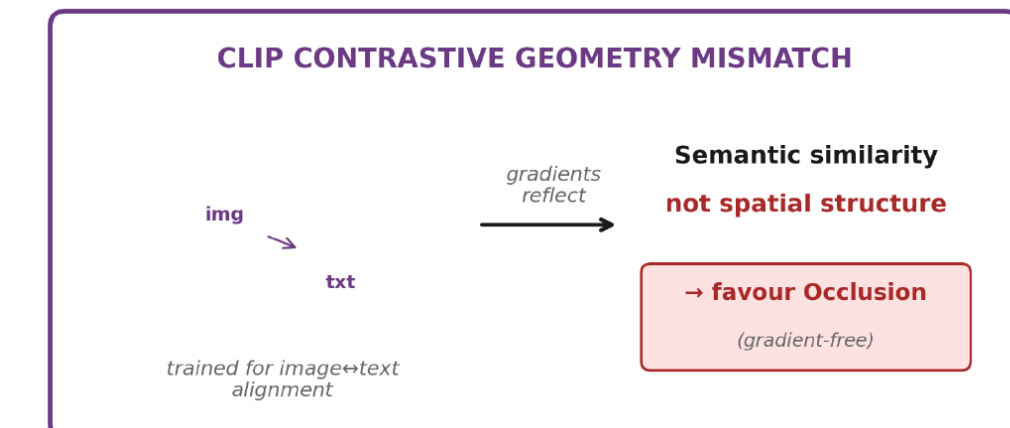 CLIP CONTRASTIVE GEOMETRY MISMATCH
img
txt
trained for image↔text
alignment
gradients
reflect
Semantic similarity
not spatial structure
→ favour Occlusion
(gradient-free)